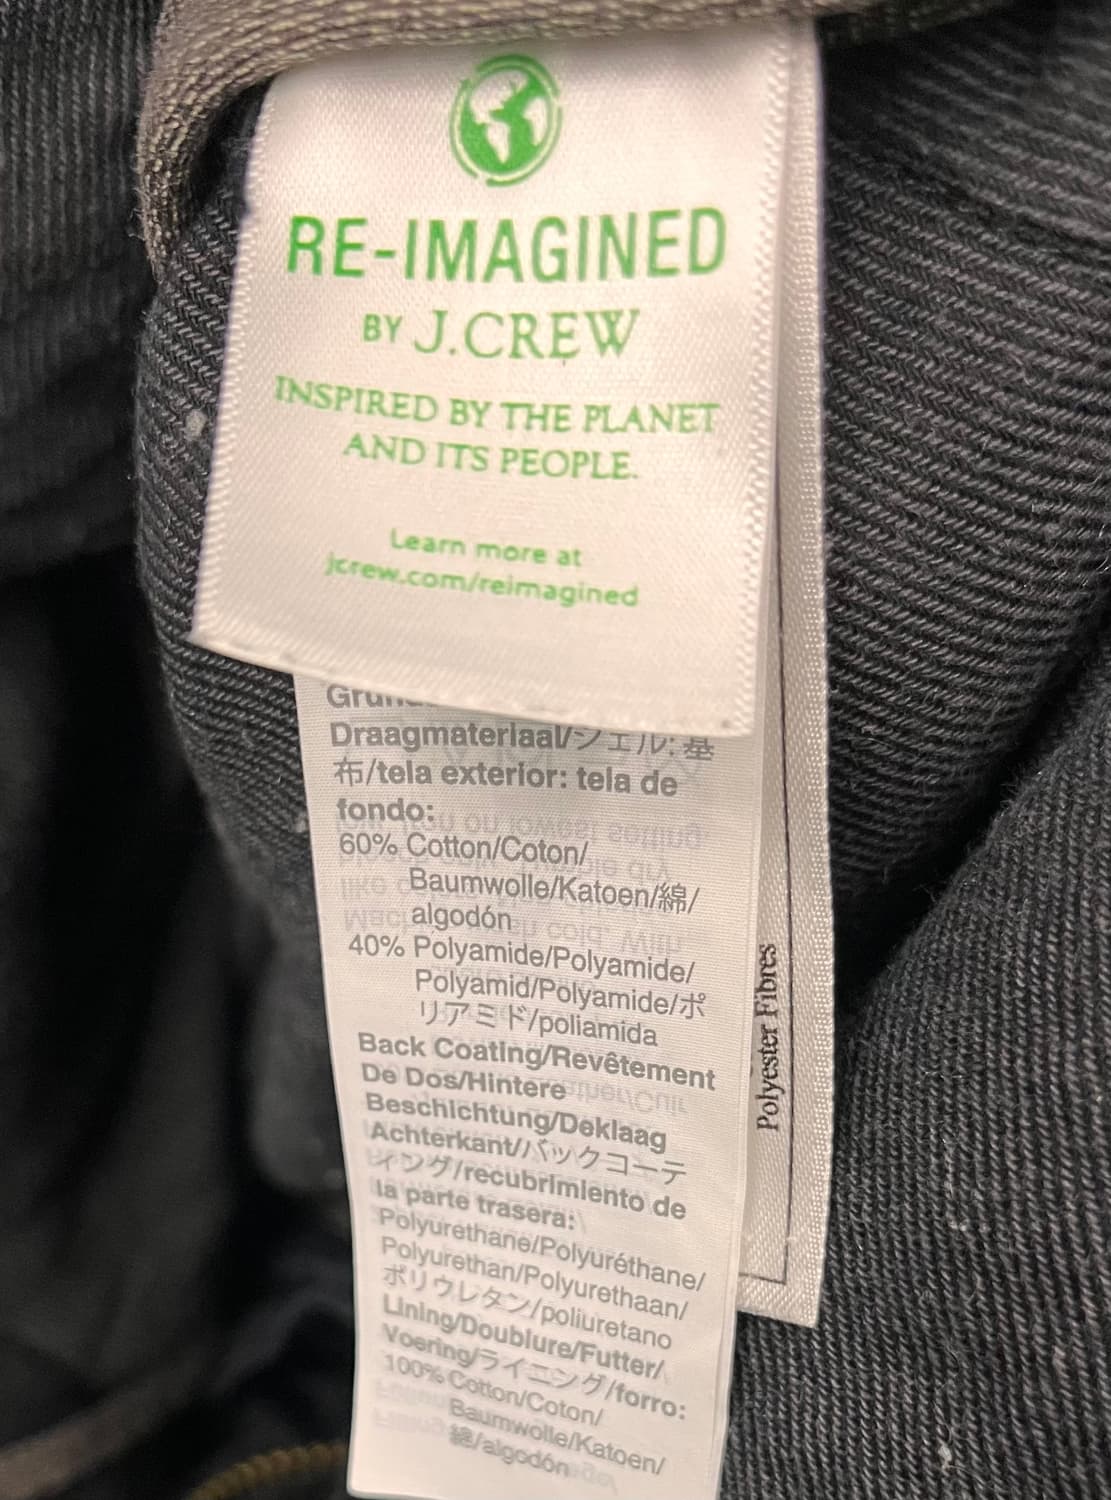 RE-IMAGINED
BY J.CREW
INSPIRED BY THE PLANET
AND ITS PEOPLE.
Learn more at
jcrew.com/reimagined
Draagmateriaal/シェル: 基
布/tela exterior: tela de
fondo:
60% Cotton/Coton/
Baumwolle/Katoen/綿/
algodón
40% Polyamide/Polyamide/
Polyamid/Polyamide/ポ
リアミド/poliamida
Back Coating/Revêtement
De Dos/Hintere
Beschichtung/Deklaag
Achterkant/バックコーテ
ィング/recubrimiento de
la parte trasera:
Polyurethane/Polyuréthane/
Polyurethan/Polyurethaan/
ポリウレタン/poliuretano
Lining/Doublure/Futter/
Voering/ライニング/forro:
100% Cotton/Coton/
Baumwolle/Katoen/
綿/algodón
Polyester Fibres